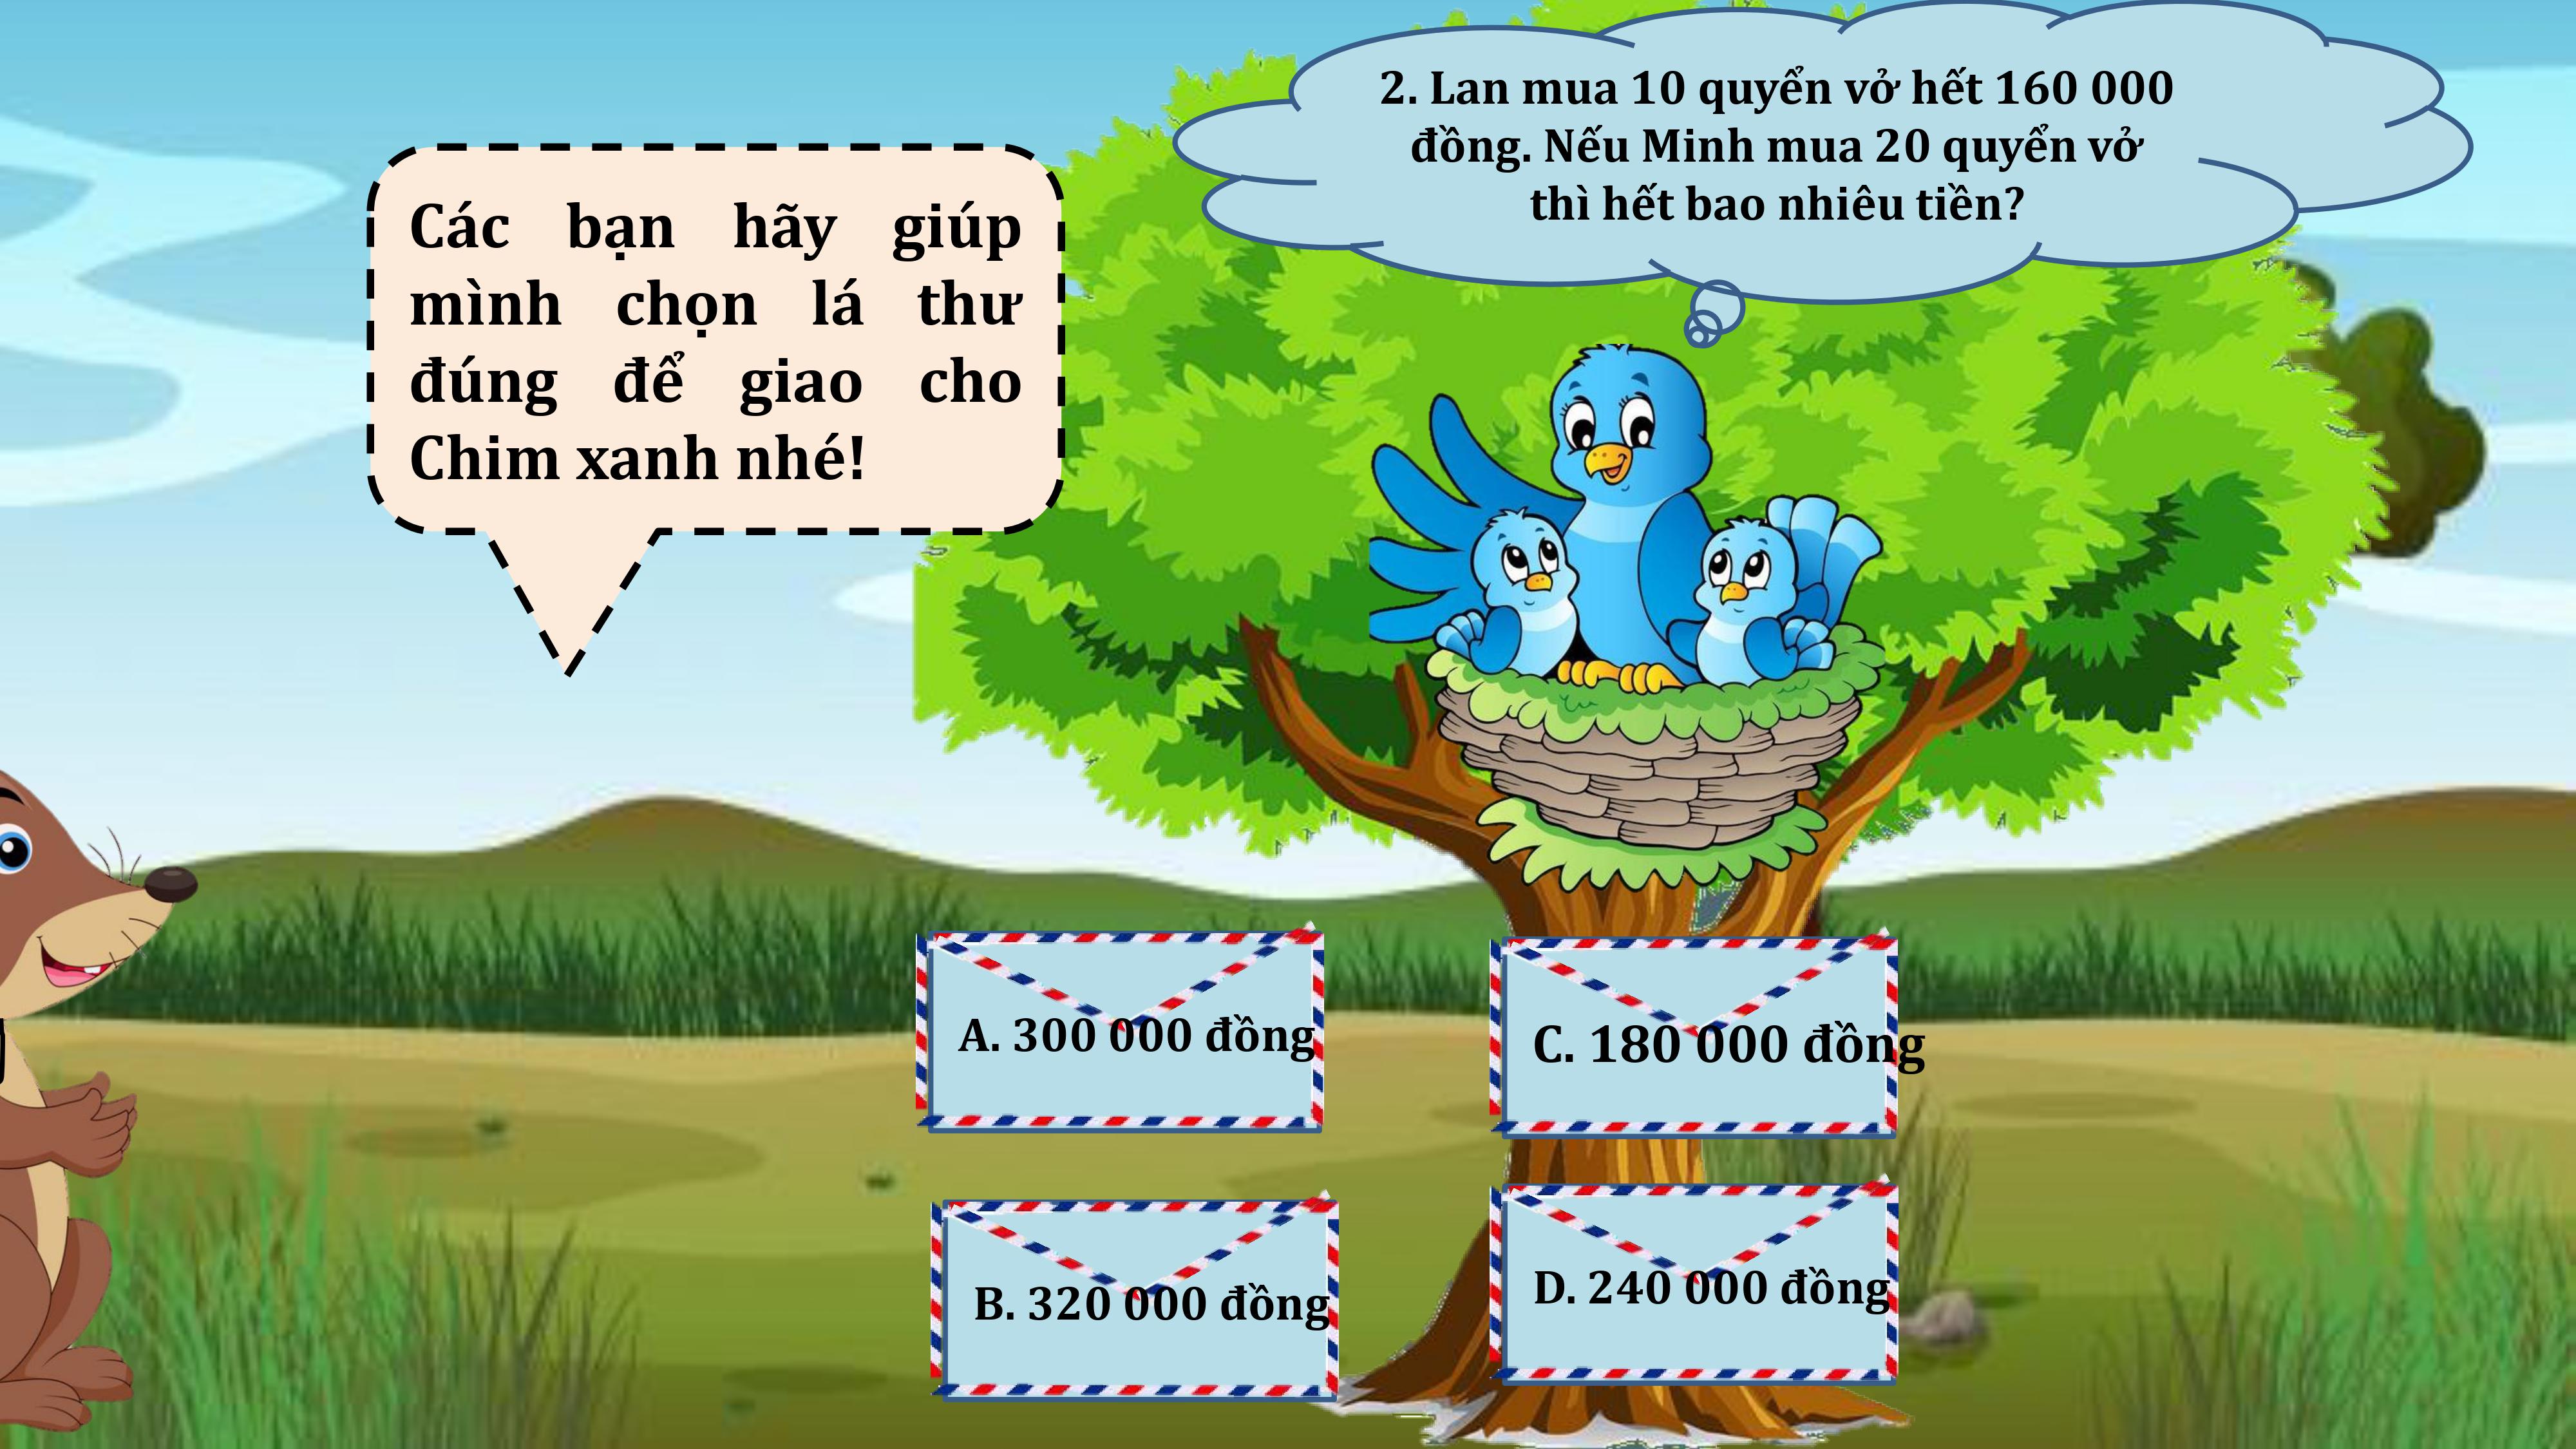 Các bạn hãy giúp
mình chọn lá thư
đúng để giao cho
Chim xanh nhé!
2. Lan mua 10 quyển vở hết 160 000
đồng. Nếu Minh mua 20 quyển vở
thì hết bao nhiêu tiền?
A. 300 000 đồng
C. 180 000 đồng
B. 320 000 đồng
D. 240 000 đồng